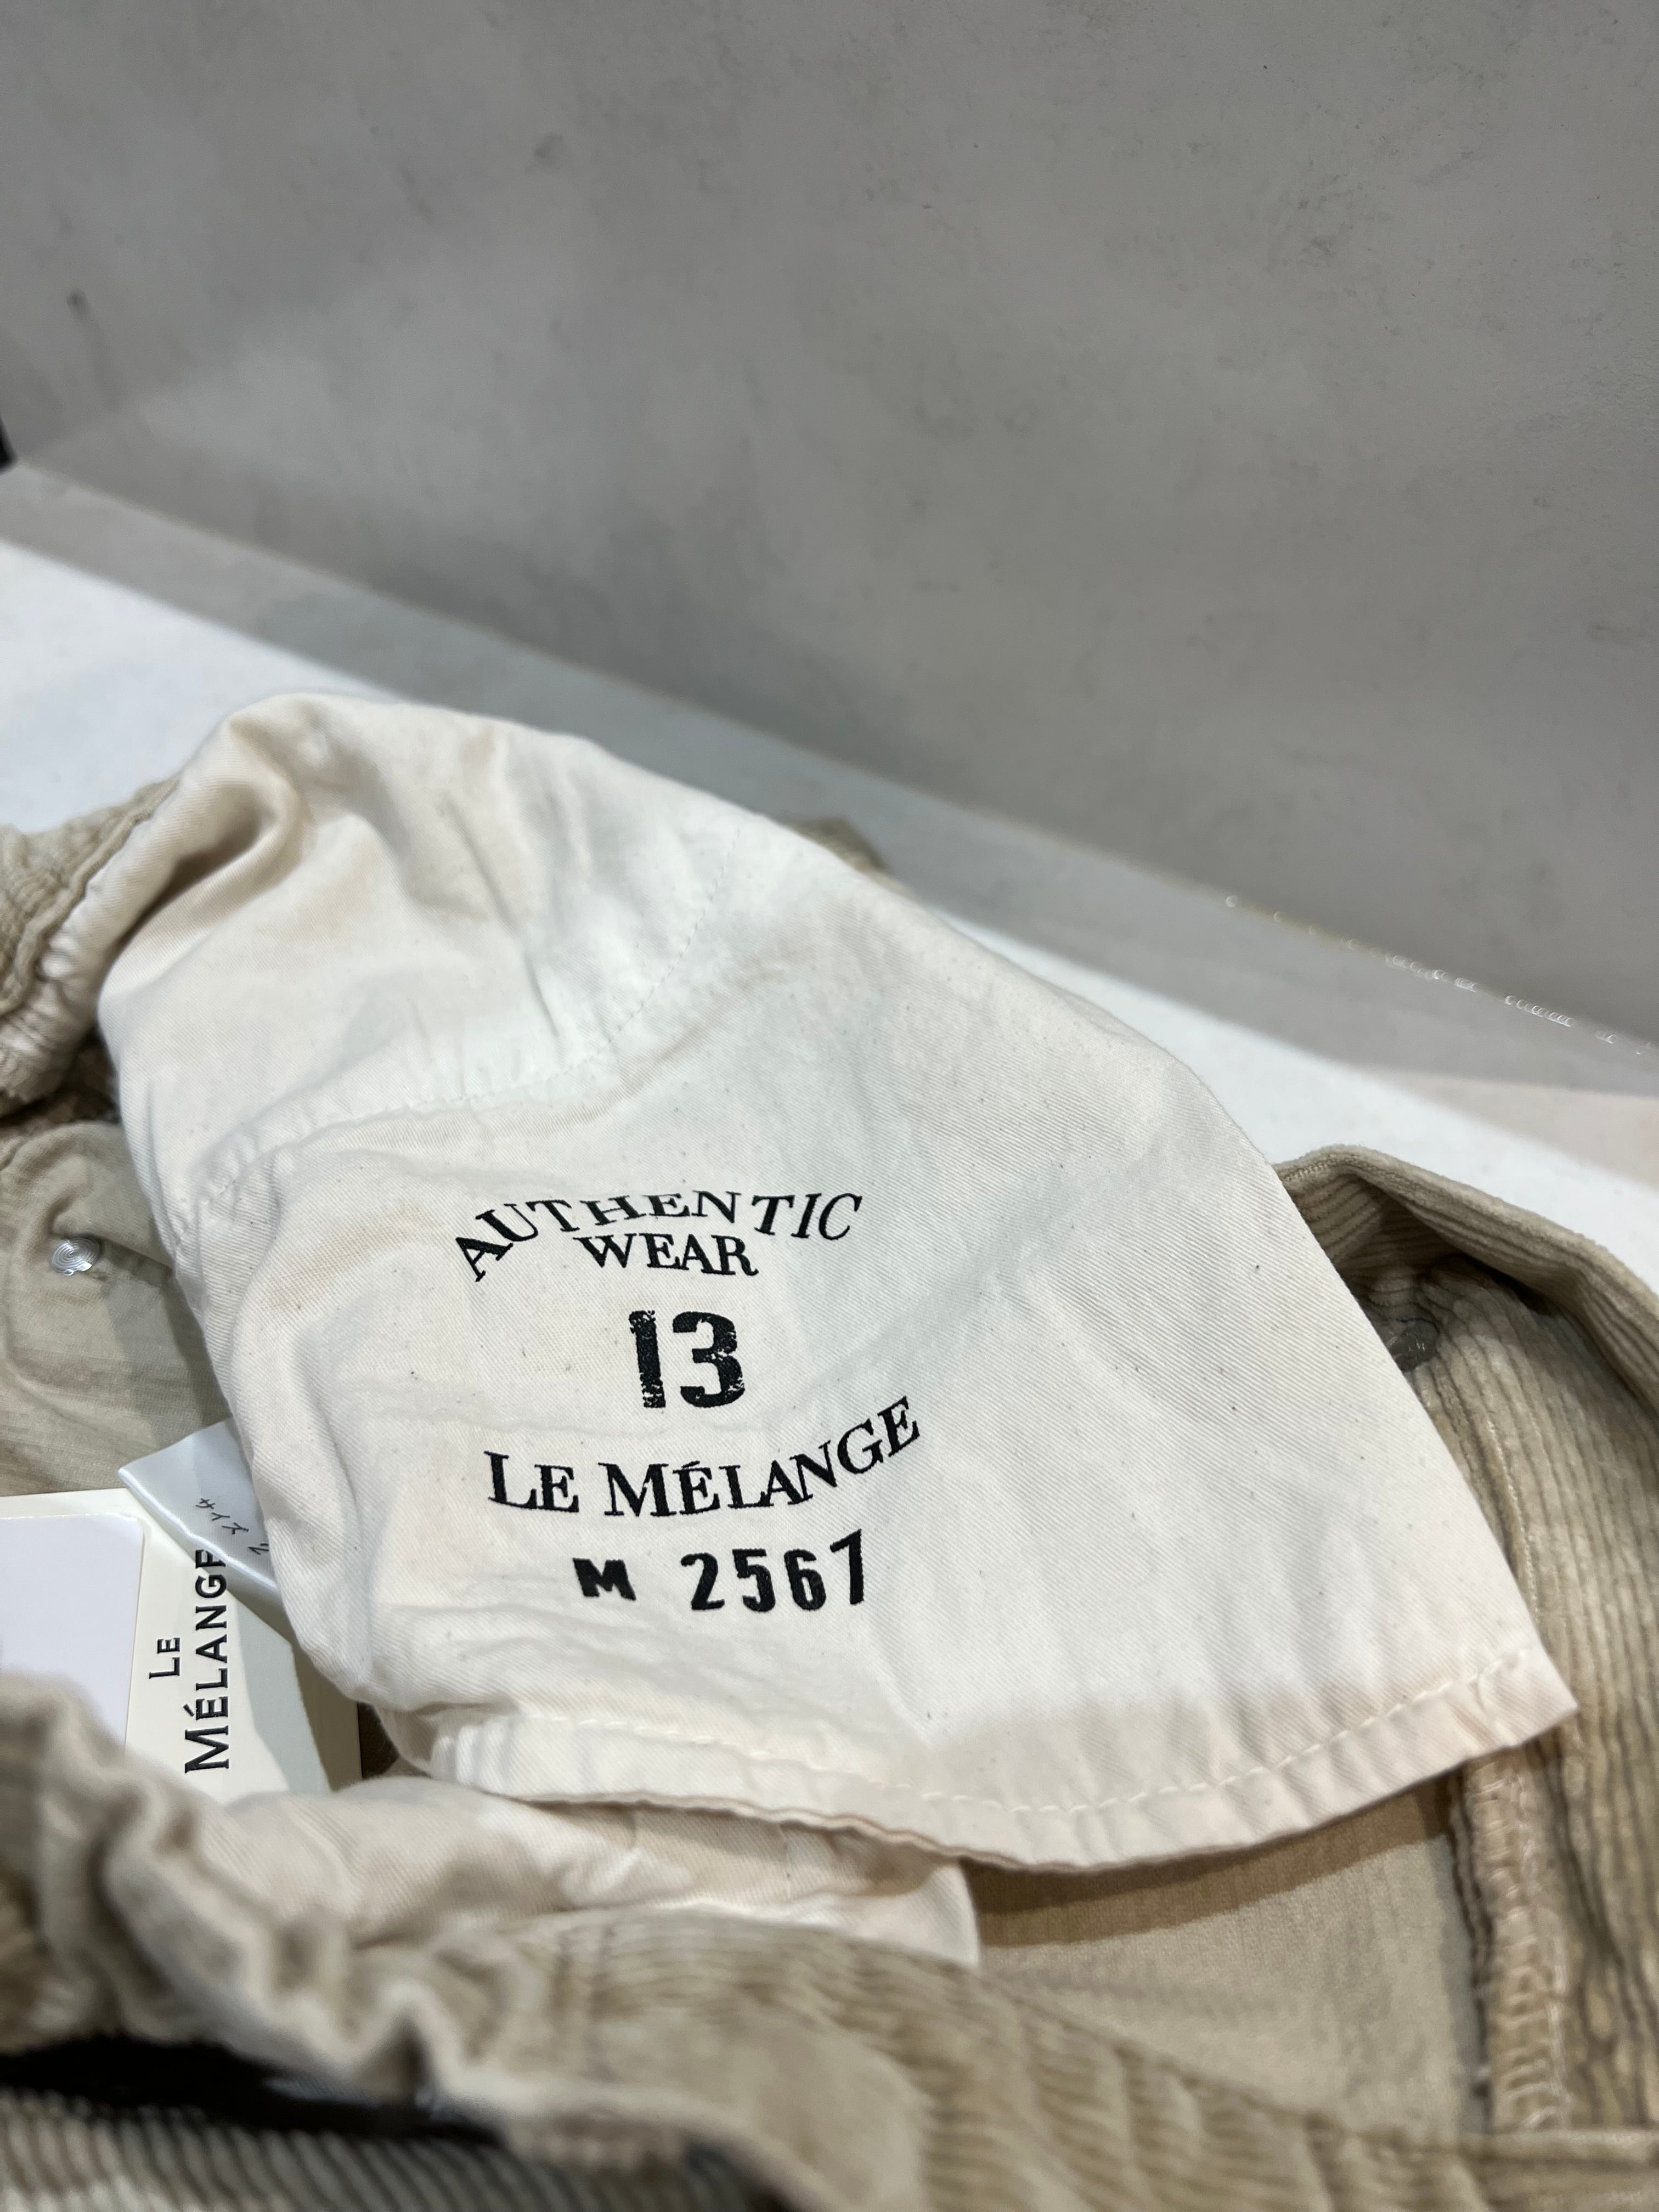 AUTHENTIC
WEAR
13
LE MÉLANGE
M 2567
LE
MÉLANGE